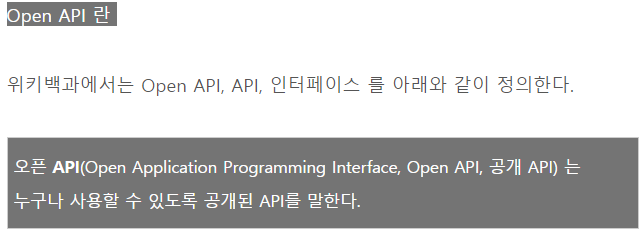 Open API 란
위키백과에서는 Open API, API, 인터페이스 를 아래와 같이 정의한다.
오픈 API(Open Application Programming Interface, Open API, 공개 API) 는
누구나 사용할 수 있도록 공개된 API를 말한다.